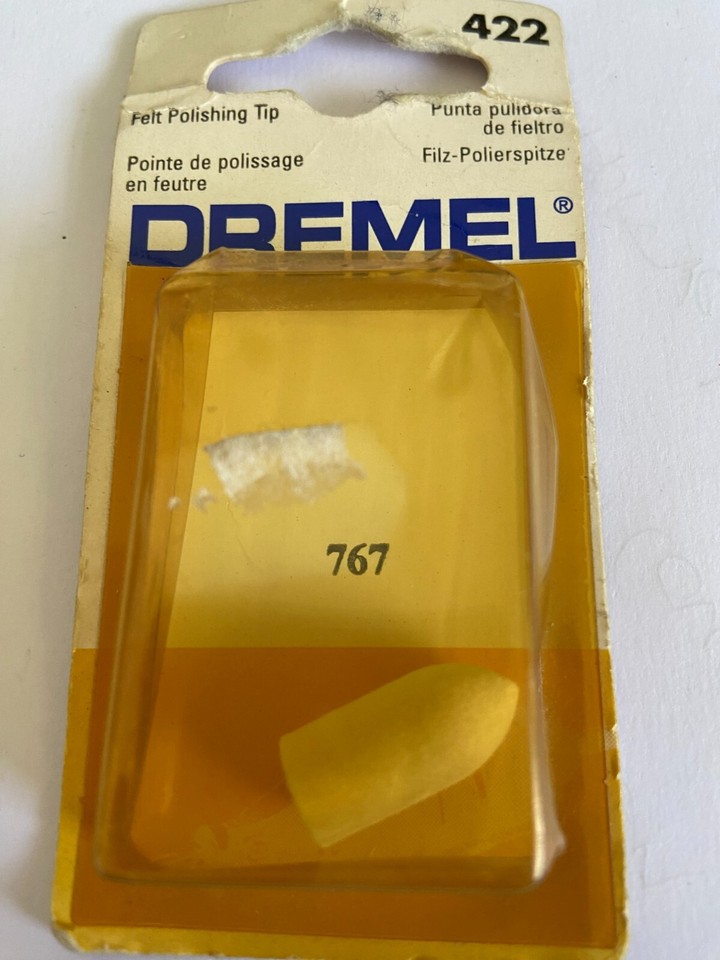 422
Felt Polishing Tip
Punta pulidora
de fieltro
Pointe de polissage
en feutre
Filz-Polierspitze
DREMEL®
767